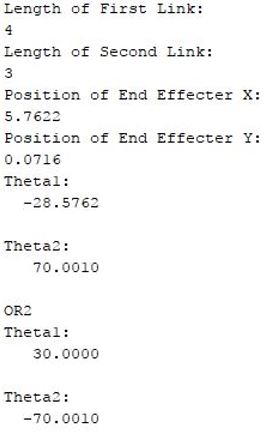 Length of First Link:
4
Length of Second Link:
3
Position of End Effecter X:
5.7622
Position of End Effecter Y:
0.0716
Theta1:
-28.5762
Theta2:
70.0010
OR2
Theta1:
30.0000
Theta2:
-70.0010